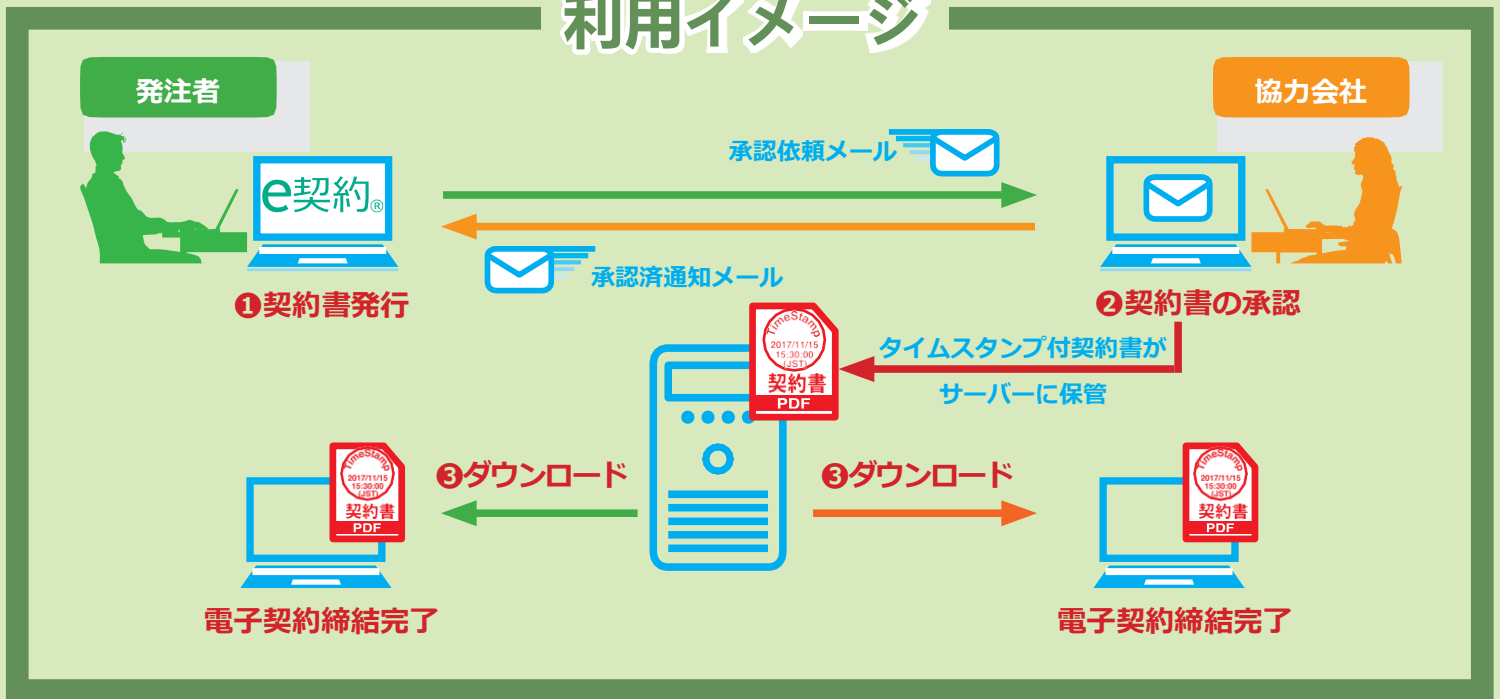 利用イメージ
発注者
協力会社
承認依頼メール
e契約®
承認済通知メール
❶契約書発行
❷契約書の承認
TimeStamp
2017/11/15
15:30:00
(JST)
契約書
PDF
タイムスタンプ付契約書が
サーバーに保管
TimeStamp
2017/11/15
15:30:00
(JST)
契約書
PDF
❸ダウンロード
❸ダウンロード
TimeStamp
2017/11/15
15:30:00
(JST)
契約書
PDF
電子契約締結完了
電子契約締結完了